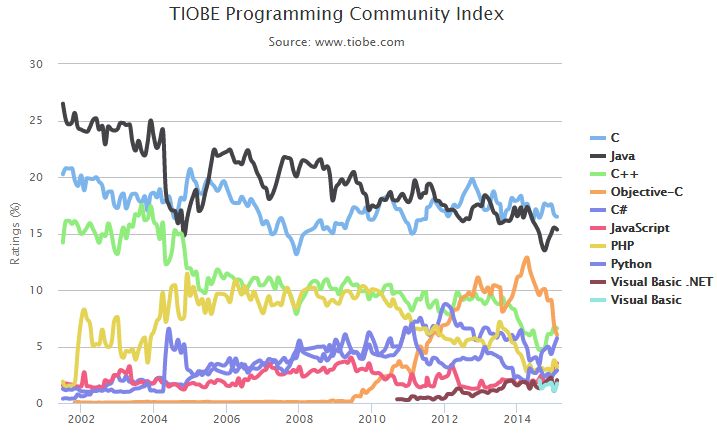 TIOBE Programming Community Index
Source: www.tiobe.com
Ratings (%)
30
25
20
15
10
5
0
2002 2004 2006 2008 2010 2012 2014
C
Java
C++
Objective-C
C#
JavaScript
PHP
Python
Visual Basic .NET
Visual Basic